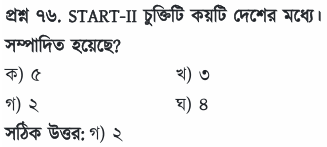 প্রশ্ন ৭৬. START-II চুক্তিটি কয়টি দেশের মধ্যে।
সম্পাদিত হয়েছে?
ক) ৫ খ) ৩
গ) ২ ঘ) ৪
সঠিক উত্তর: গ) ২